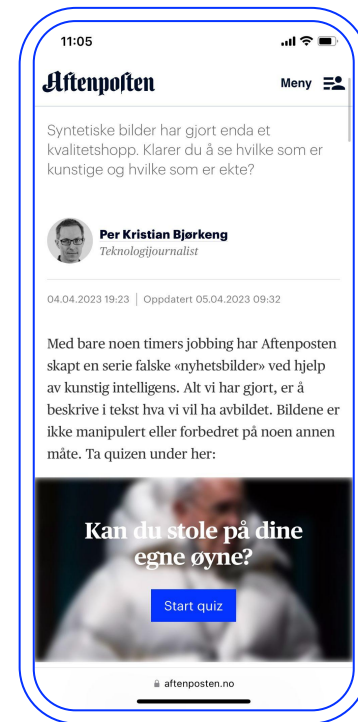 11:05
Aftenposten
Meny
Syntetiske bilder har gjort enda et
kvalitetshopp. Klarer du å se hvilke som er
kunstige og hvilke som er ekte?
Per Kristian Bjørkeng
Teknologijournalist
04.04.2023 19:23 | Oppdatert 05.04.2023 09:32
Med bare noen timers jobbing har Aftenposten
skapt en serie falske «nyhetsbilder» ved hjelp
av kunstig intelligens. Alt vi har gjort, er å
beskrive i tekst hva vi vil ha avbildet. Bildene er
ikke manipulert eller forbedret på noen annen
måte. Ta quizen under her:
Kan du stole på dine
egne øyne?
Start quiz
aftenposten.no